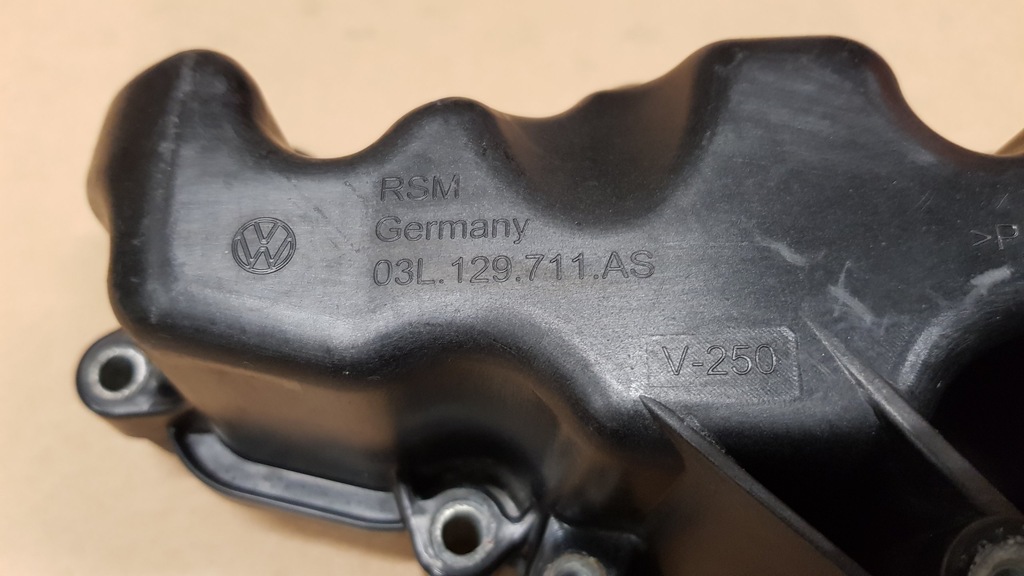 RSM
Germany
03L.129.711.AS
V-250
>P